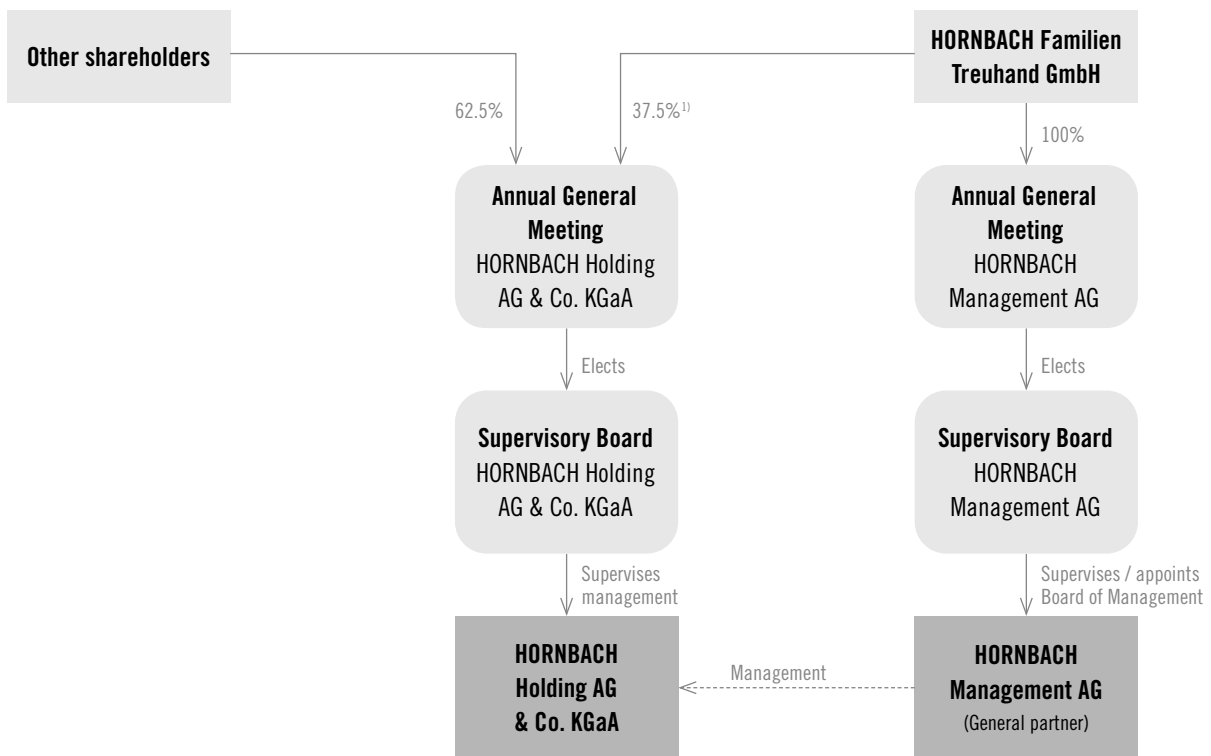 Other shareholders
HORNBACH Familien
Treuhand GmbH
62.5%
37.5%¹⁾
100%
Annual General
Meeting
HORNBACH Holding
AG & Co. KGaA
Annual General
Meeting
HORNBACH
Management AG
Elects
Elects
Supervisory Board
HORNBACH Holding
AG & Co. KGaA
Supervisory Board
HORNBACH
Management AG
Supervises
management
Supervises / appoints
Board of Management
HORNBACH
Holding AG
& Co. KGaA
Management
HORNBACH
Management AG
(General partner)